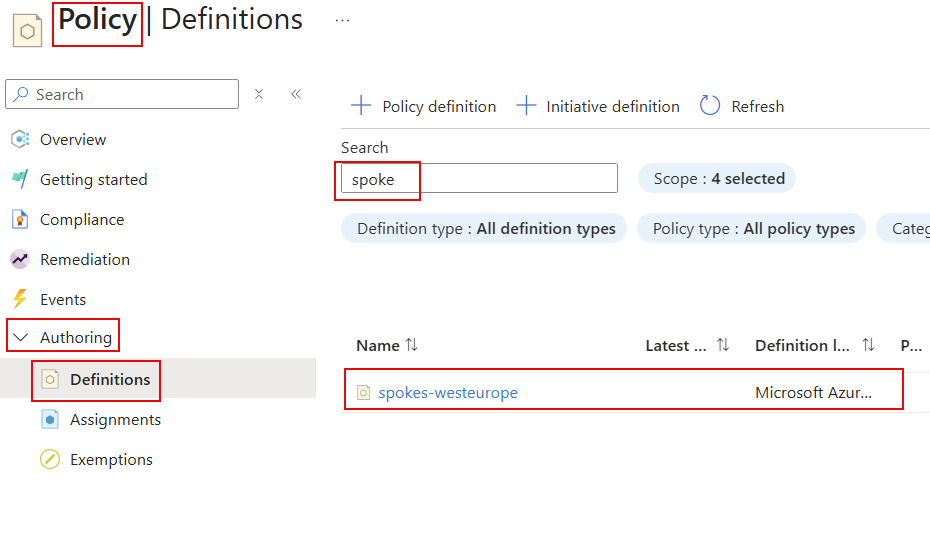 Policy | Definitions ...
Search
Overview
Getting started
Compliance
Remediation
Events
Authoring
Definitions
Assignments
Exemptions
+ Policy definition + Initiative definition Refresh
Search
spoke Scope : 4 selected
Definition type : All definition types Policy type : All policy types Categ
Name Latest ... Definition l... P...
spokes-westeurope Microsoft Azur...